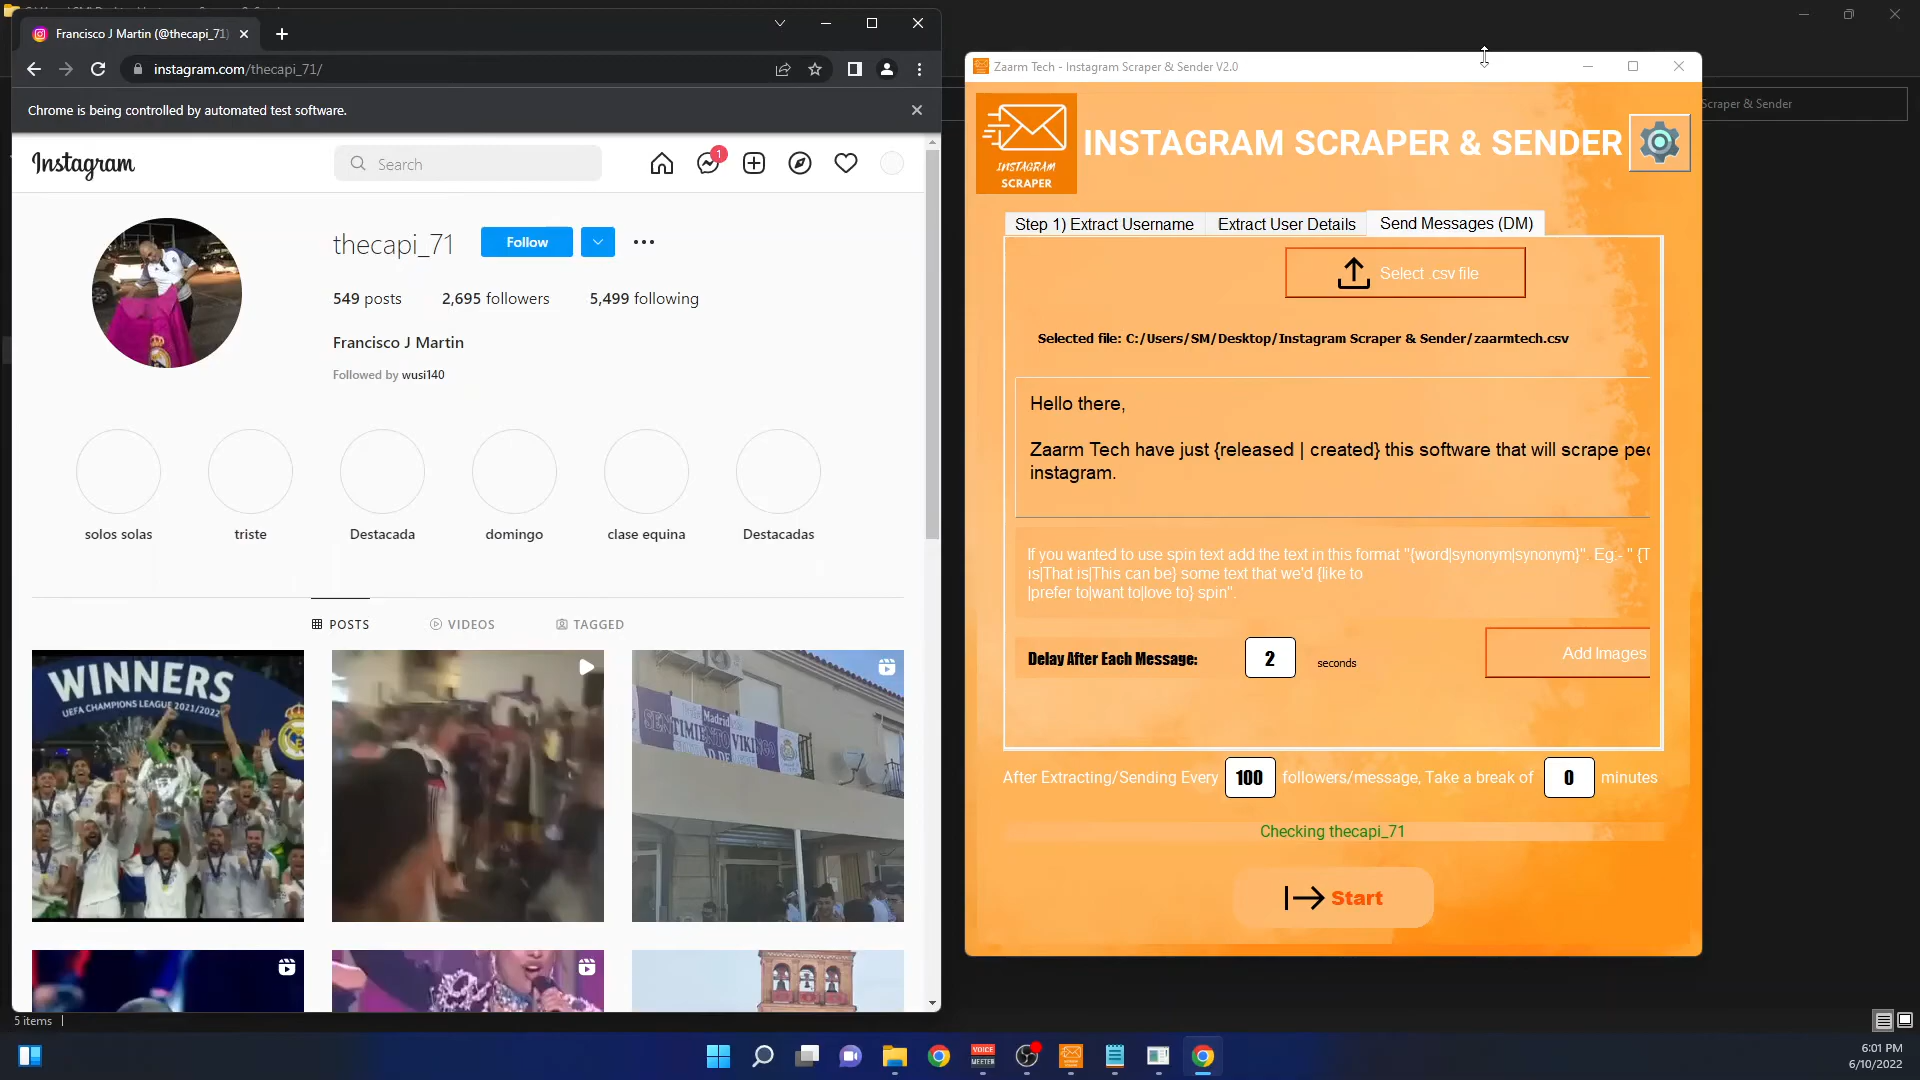 Francisco J Martin (@thecapi_71)
instagram.com/thecapi_71/
Chrome is being controlled by automated test software.
Instagram
Search
1
thecapi_71
Follow
549 posts
2,695 followers
5,499 following
Francisco J Martin
Followed by wusi140
solos solas
triste
Destacada
domingo
clase equina
Destacadas
POSTS
VIDEOS
TAGGED
WINNERS
UEFA CHAMPIONS LEAGUE 2021/2022
5 items
Zaarm Tech - Instagram Scraper & Sender V2.0
Scraper & Sender
INSTAGRAM
SCRAPER
INSTAGRAM SCRAPER & SENDER
Step 1) Extract Username
Extract User Details
Send Messages (DM)
Select .csv file
Selected file: C:/Users/SM/Desktop/Instagram Scraper & Sender/zaarmtech.csv
Hello there,
Zaarm Tech have just {released | created} this software that will scrape
instagram.
If you wanted to use spin text add the text in this format "{word|synonym|synonym}". Eg.- " {T
is|That is|This can be} some text that we'd {like to
|prefer to|want to|love to} spin".
Delay After Each Message:
2
seconds
Add Images
After Extracting/Sending Every 100 followers/message, Take a break of 0 minutes
Checking thecapi_71
Start
VOICE
MEETER
6:01 PM
6/10/2022